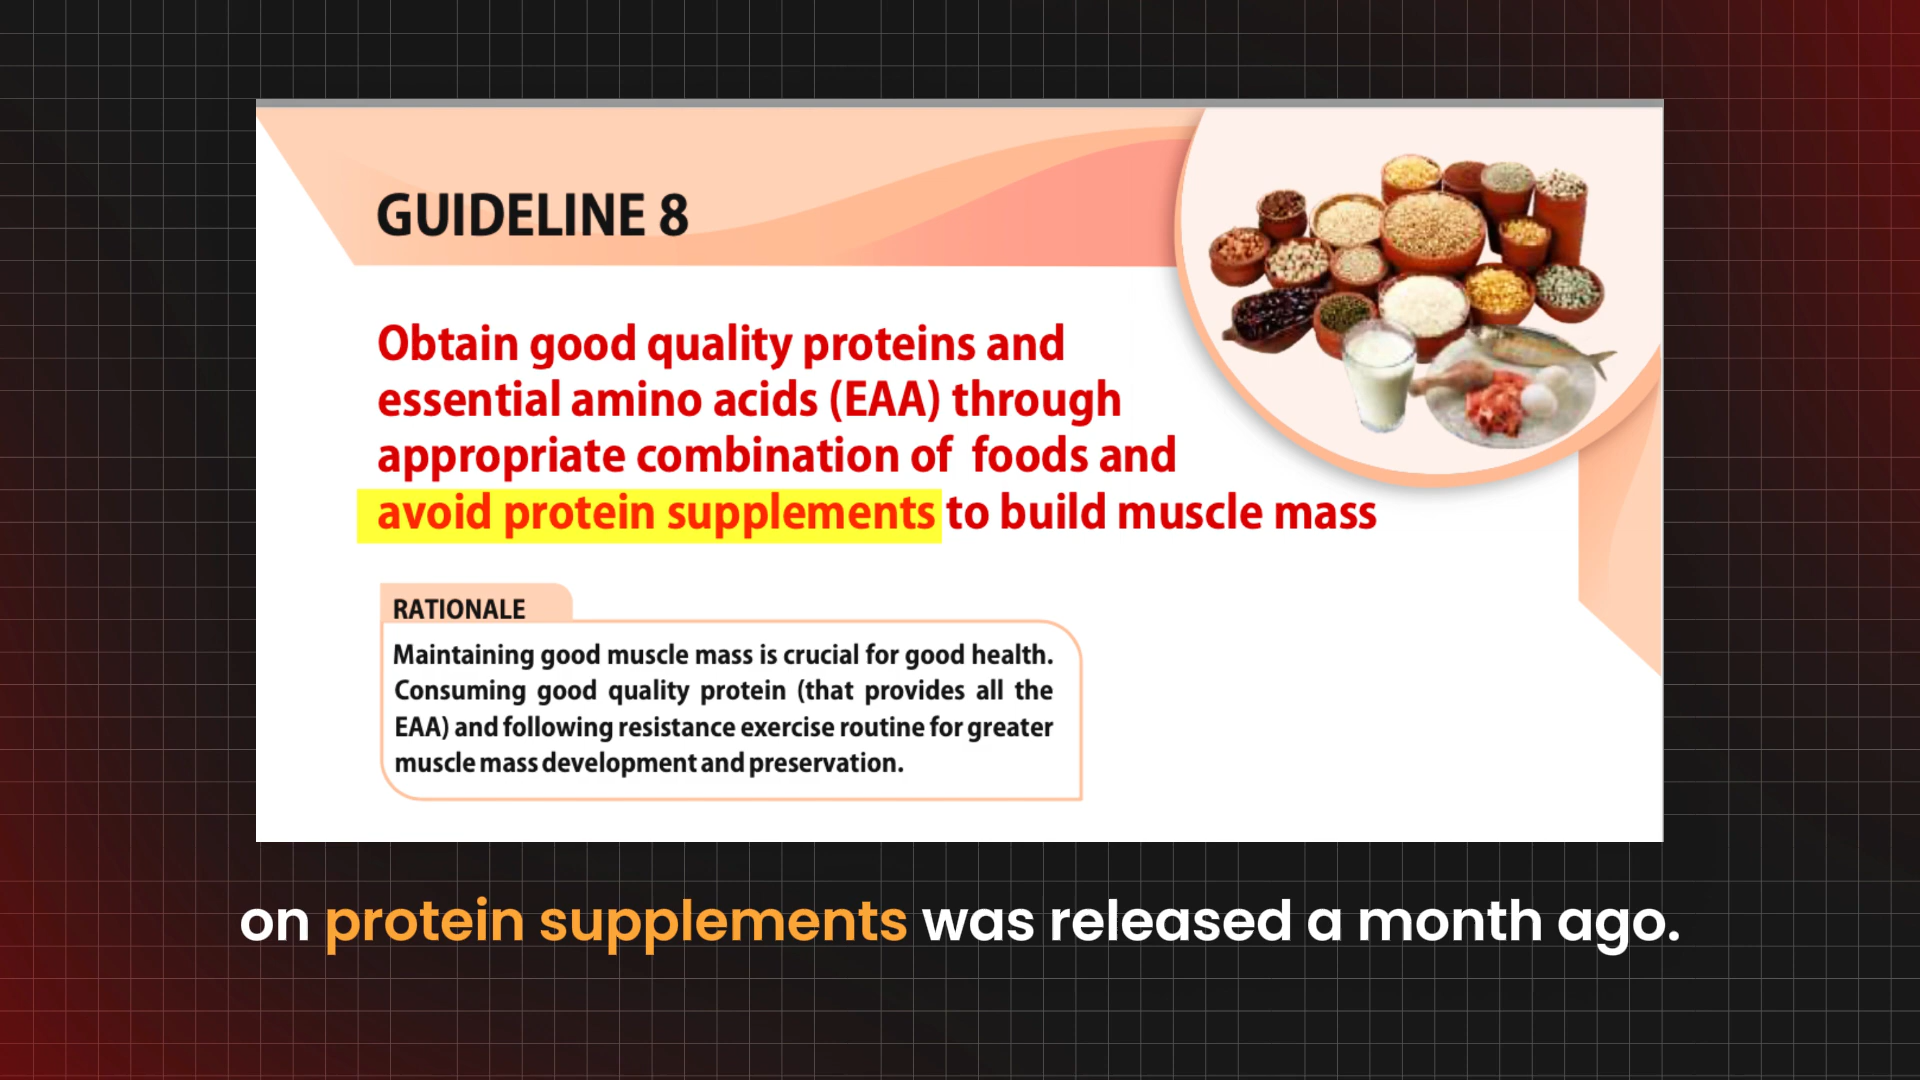 GUIDELINE 8
Obtain good quality proteins and
essential amino acids (EAA) through
appropriate combination of foods and
avoid protein supplements to build muscle mass
RATIONALE
Maintaining good muscle mass is crucial for good health.
Consuming good quality protein (that provides all the
EAA) and following resistance exercise routine for greater
muscle mass development and preservation.
on protein supplements was released a month ago.